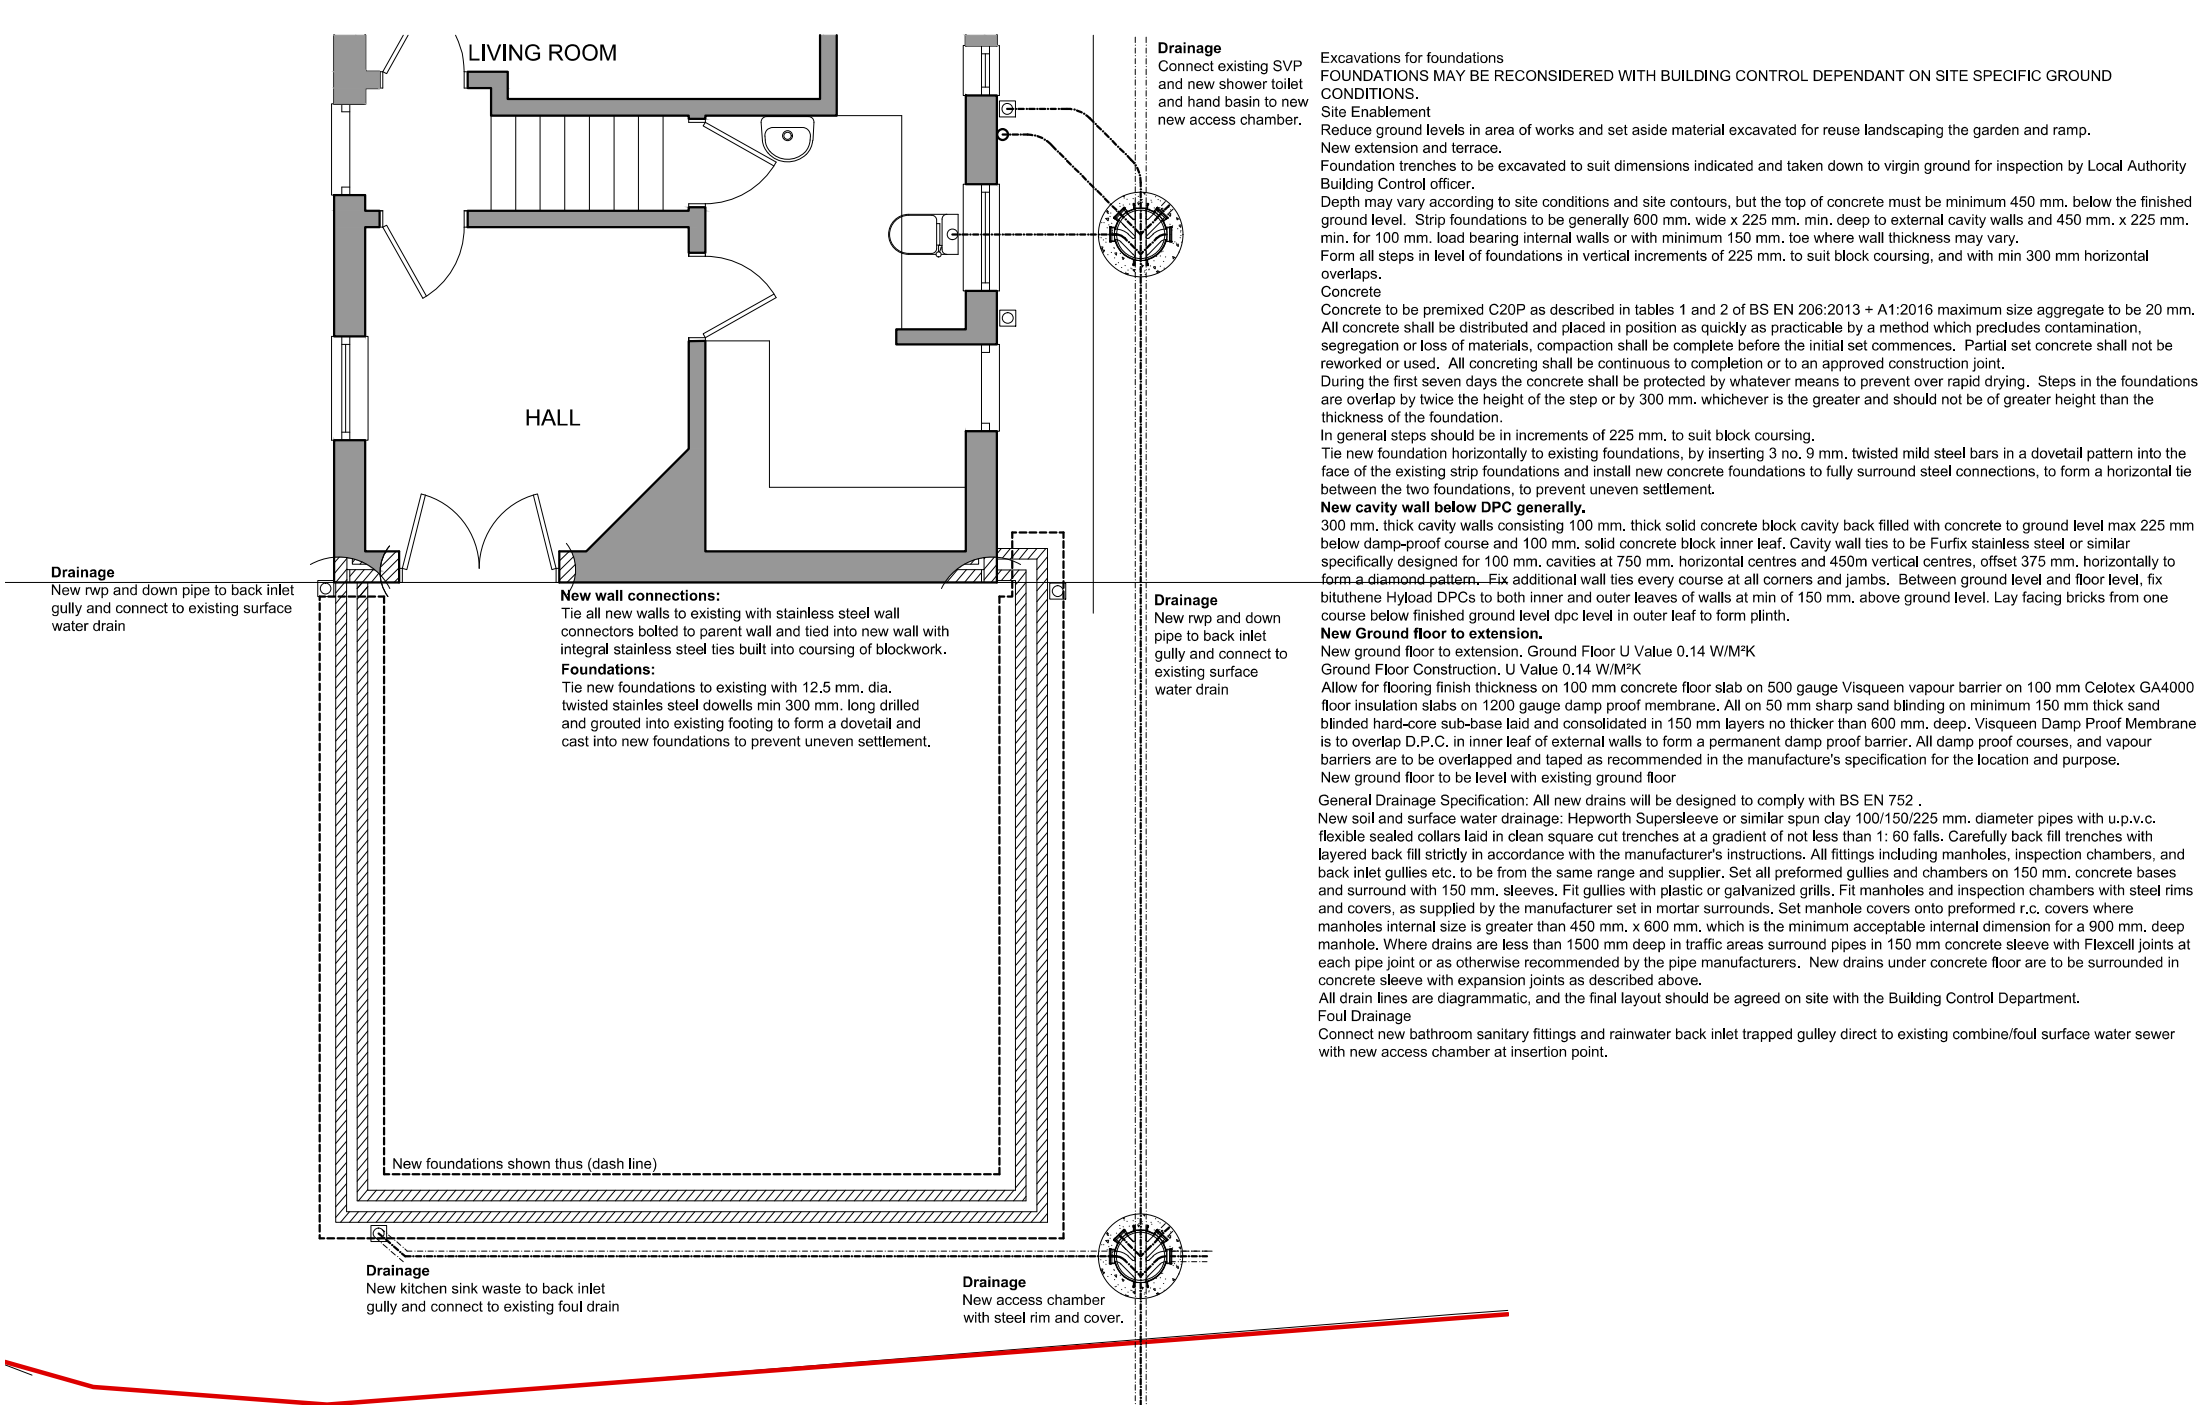 LIVING ROOM
HALL
Drainage
Connect existing SVP
and new shower toilet
and hand basin to new
new access chamber.
Drainage
New rwp and down pipe to back inlet
gully and connect to existing surface
water drain
New wall connections:
Tie all new walls to existing with stainless steel wall
connectors bolted to parent wall and tied into new wall with
integral stainless steel ties built into coursing of blockwork.
Foundations:
Tie new foundations to existing with 12.5 mm. dia.
twisted stainles steel dowells min 300 mm. long drilled
and grouted into existing footing to form a dovetail and
cast into new foundations to prevent uneven settlement.
Drainage
New rwp and down
pipe to back inlet
gully and connect to
existing surface
water drain
New foundations shown thus (dash line)
Drainage
New kitchen sink waste to back inlet
gully and connect to existing foul drain
Drainage
New access chamber
with steel rim and cover.
Excavations for foundations
FOUNDATIONS MAY BE RECONSIDERED WITH BUILDING CONTROL DEPENDANT ON SITE SPECIFIC GROUND
CONDITIONS.
Site Enablement
Reduce ground levels in area of works and set aside material excavated for reuse landscaping the garden and ramp.
New extension and terrace.
Foundation trenches to be excavated to suit dimensions indicated and taken down to virgin ground for inspection by Local Authority
Building Control officer.
Depth may vary according to site conditions and site contours, but the top of concrete must be minimum 450 mm. below the finished
ground level. Strip foundations to be generally 600 mm. wide x 225 mm. min. deep to external cavity walls and 450 mm. x 225 mm.
min. for 100 mm. load bearing internal walls or with minimum 150 mm. toe where wall thickness may vary.
Form all steps in level of foundations in vertical increments of 225 mm. to suit block coursing, and with min 300 mm horizontal
overlaps.
Concrete
Concrete to be premixed C20P as described in tables 1 and 2 of BS EN 206:2013 + A1:2016 maximum size aggregate to be 20 mm.
All concrete shall be distributed and placed in position as quickly as practicable by a method which precludes contamination,
segregation or loss of materials, compaction shall be complete before the initial set commences. Partial set concrete shall not be
reworked or used. All concreting shall be continuous to completion or to an approved construction joint.
During the first seven days the concrete shall be protected by whatever means to prevent over rapid drying. Steps in the foundations
are overlap by twice the height of the step or by 300 mm. whichever is the greater and should not be of greater height than the
thickness of the foundation.
In general steps should be in increments of 225 mm. to suit block coursing.
Tie new foundation horizontally to existing foundations, by inserting 3 no. 9 mm. twisted mild steel bars in a dovetail pattern into the
face of the existing strip foundations and install new concrete foundations to fully surround steel connections, to form a horizontal tie
between the two foundations, to prevent uneven settlement.
New cavity wall below DPC generally.
300 mm. thick cavity walls consisting 100 mm. thick solid concrete block cavity back filled with concrete to ground level max 225 mm
below damp-proof course and 100 mm. solid concrete block inner leaf. Cavity wall ties to be Furfix stainless steel or similar
specifically designed for 100 mm. cavities at 750 mm. horizontal centres and 450m vertical centres, offset 375 mm. horizontally to
form a diamond pattern. Fix additional wall ties every course at all corners and jambs. Between ground level and floor level, fix
bituthene Hyload DPCs to both inner and outer leaves of walls at min of 150 mm. above ground level. Lay facing bricks from one
course below finished ground level dpc level in outer leaf to form plinth.
New Ground floor to extension.
New ground floor to extension. Ground Floor U Value 0.14 W/M²K
Ground Floor Construction. U Value 0.14 W/M²K
Allow for flooring finish thickness on 100 mm concrete floor slab on 500 gauge Visqueen vapour barrier on 100 mm Celotex GA4000
floor insulation slabs on 1200 gauge damp proof membrane. All on 50 mm sharp sand blinding on minimum 150 mm thick sand
blinded hard-core sub-base laid and consolidated in 150 mm layers no thicker than 600 mm. deep. Visqueen Damp Proof Membrane
is to overlap D.P.C. in inner leaf of external walls to form a permanent damp proof barrier. All damp proof courses, and vapour
barriers are to be overlapped and taped as recommended in the manufacture's specification for the location and purpose.
New ground floor to be level with existing ground floor
General Drainage Specification: All new drains will be designed to comply with BS EN 752 .
New soil and surface water drainage: Hepworth Supersleeve or similar spun clay 100/150/225 mm. diameter pipes with u.p.v.c.
flexible sealed collars laid in clean square cut trenches at a gradient of not less than 1: 60 falls. Carefully back fill trenches with
layered back fill strictly in accordance with the manufacturer's instructions. All fittings including manholes, inspection chambers, and
back inlet gullies etc. to be from the same range and supplier. Set all preformed gullies and chambers on 150 mm. concrete bases
and surround with 150 mm. sleeves. Fit gullies with plastic or galvanized grills. Fit manholes and inspection chambers with steel rims
and covers, as supplied by the manufacturer set in mortar surrounds. Set manhole covers onto preformed r.c. covers where
manholes internal size is greater than 450 mm. x 600 mm. which is the minimum acceptable internal dimension for a 900 mm. deep
manhole. Where drains are less than 1500 mm deep in traffic areas surround pipes in 150 mm concrete sleeve with Flexcell joints at
each pipe joint or as otherwise recommended by the pipe manufacturers. New drains under concrete floor are to be surrounded in
concrete sleeve with expansion joints as described above.
All drain lines are diagrammatic, and the final layout should be agreed on site with the Building Control Department.
Foul Drainage
Connect new bathroom sanitary fittings and rainwater back inlet trapped gulley direct to existing combine/foul surface water sewer
with new access chamber at insertion point.